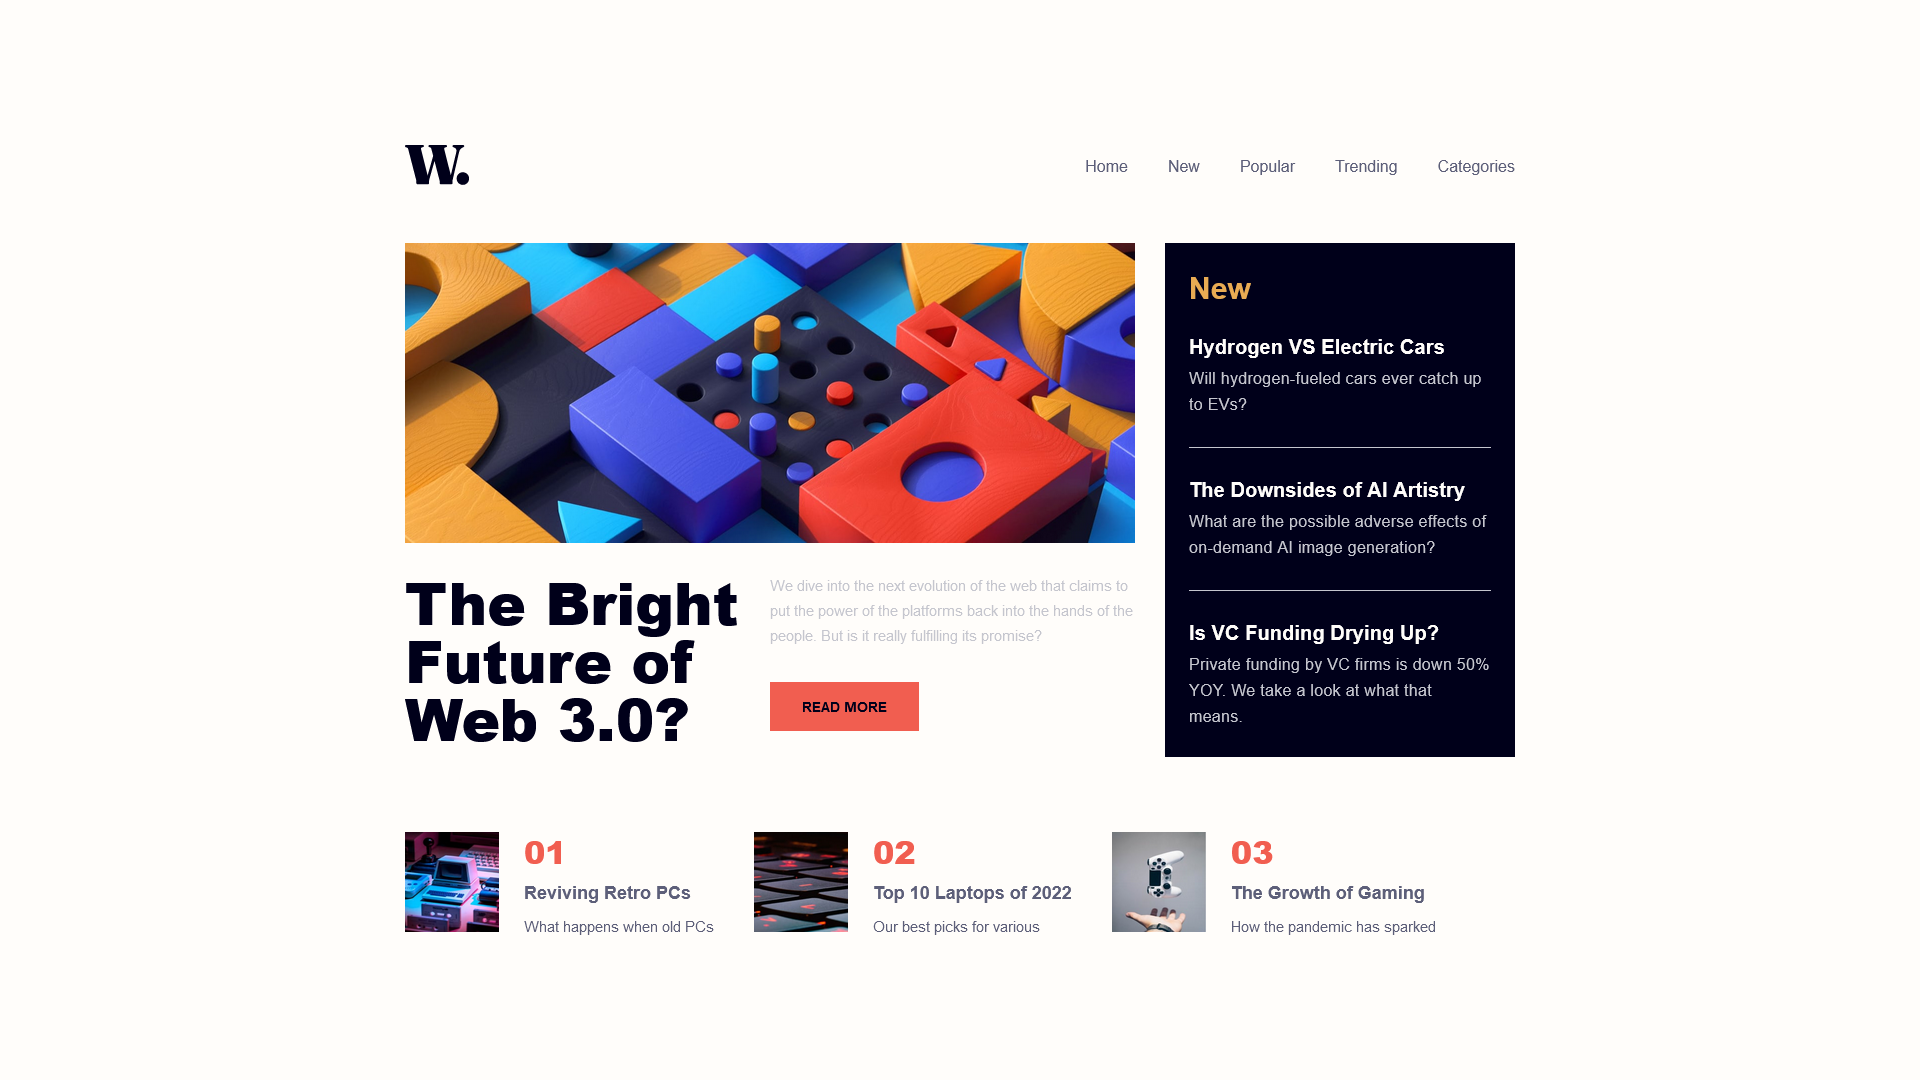 W.
Home New Popular Trending Categories
The Bright
Future of
Web 3.0?
We dive into the next evolution of the web that claims to
put the power of the platforms back into the hands of the
people. But is it really fulfilling its promise?
READ MORE
New
Hydrogen VS Electric Cars
Will hydrogen-fueled cars ever catch up
to EVs?
The Downsides of AI Artistry
What are the possible adverse effects of
on-demand AI image generation?
Is VC Funding Drying Up?
Private funding by VC firms is down 50%
YOY. We take a look at what that
means.
01
Reviving Retro PCs
What happens when old PCs
02
Top 10 Laptops of 2022
Our best picks for various
03
The Growth of Gaming
How the pandemic has sparked